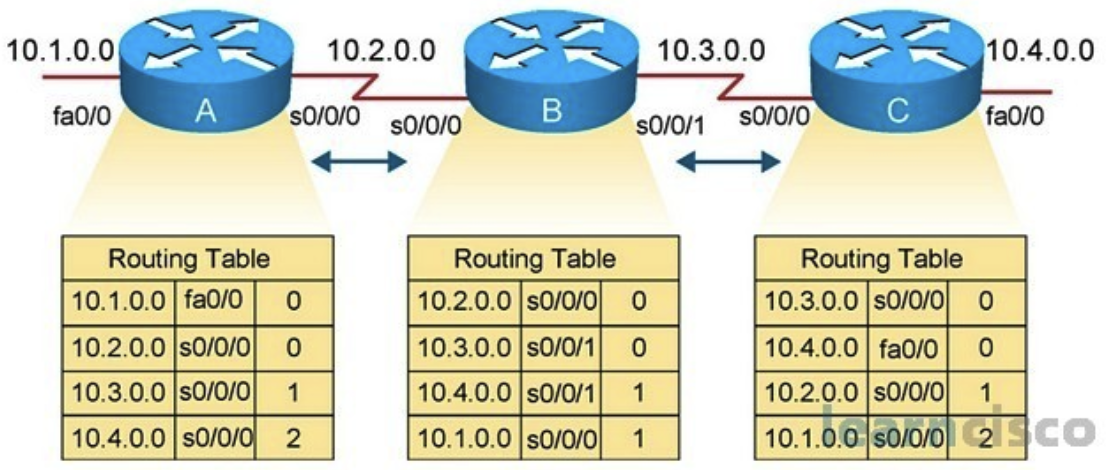 10.1.0.0 10.2.0.0 10.3.0.0 10.4.0.0
A B C
fa0/0 s0/0/0 s0/0/0 s0/0/1 s0/0/0 fa0/0
Routing Table
10.1.0.0 fa0/0 0
10.2.0.0 s0/0/0 0
10.3.0.0 s0/0/0 1
10.4.0.0 s0/0/0 2
Routing Table
10.2.0.0 s0/0/0 0
10.3.0.0 s0/0/1 0
10.4.0.0 s0/0/1 1
10.1.0.0 s0/0/0 1
Routing Table
10.3.0.0 s0/0/0 0
10.4.0.0 fa0/0 0
10.2.0.0 s0/0/0 1
10.1.0.0 s0/0/0 2
learncisco